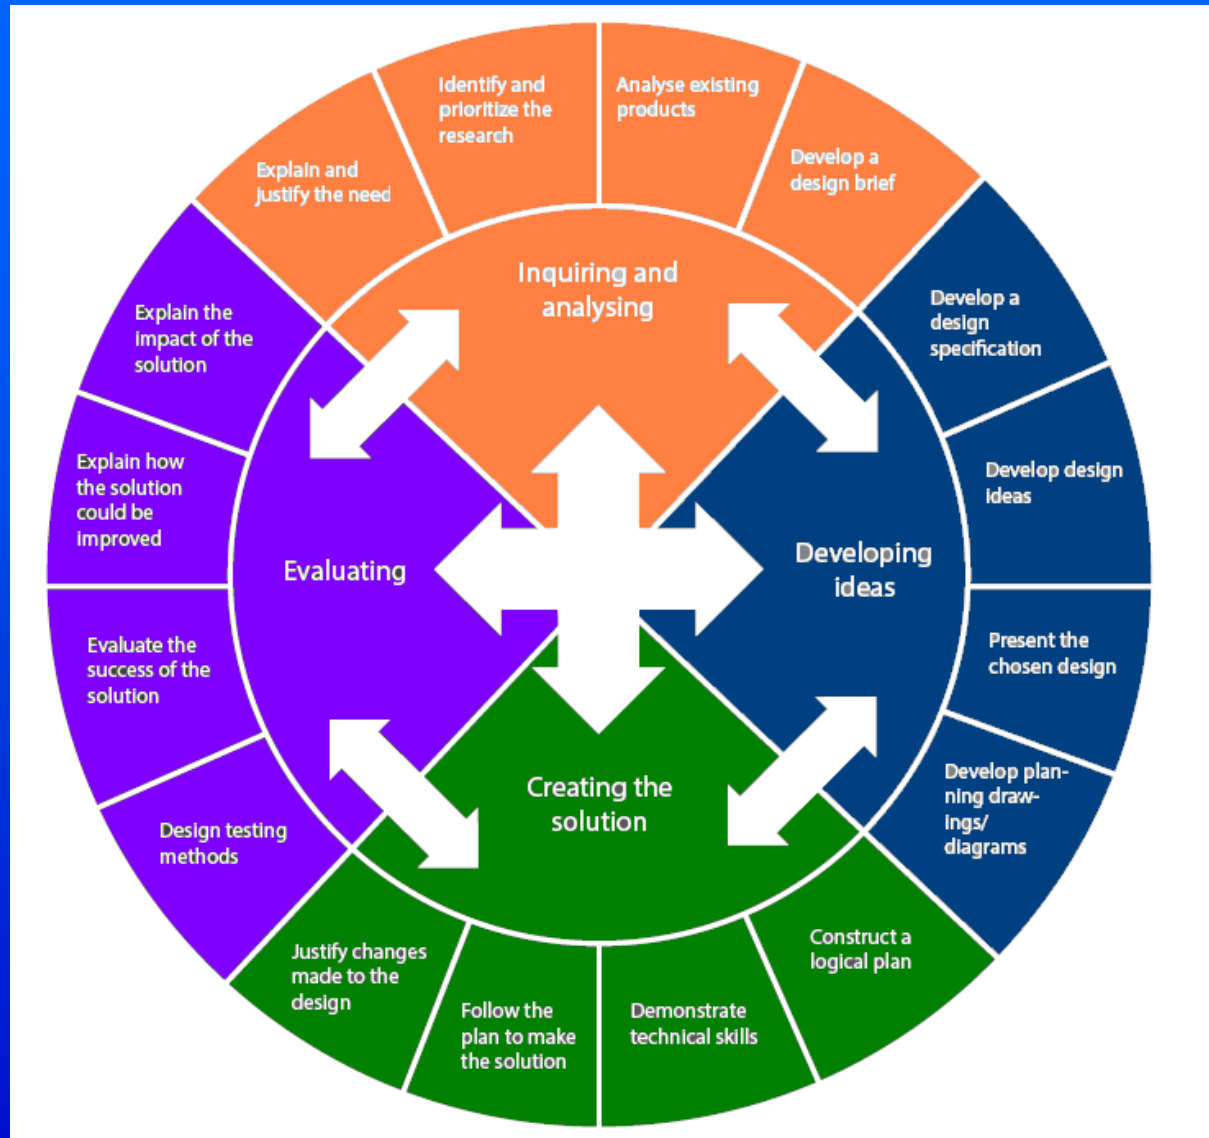 Explain and
justify the need
Identify and
prioritize the
research
Analyse existing
products
Develop a
design brief
Develop a
design
specification
Develop design
ideas
Present the
chosen design
Develop plan-
ning draw-
ings/
diagrams
Construct a
logical plan
Demonstrate
technical skills
Follow the
plan to make
the solution
Justify changes
made to the
design
Design testing
methods
Evaluate the
success of the
solution
Explain how
the solution
could be
improved
Explain the
impact of the
solution
Inquiring and
analysing
Developing
ideas
Creating the
solution
Evaluating